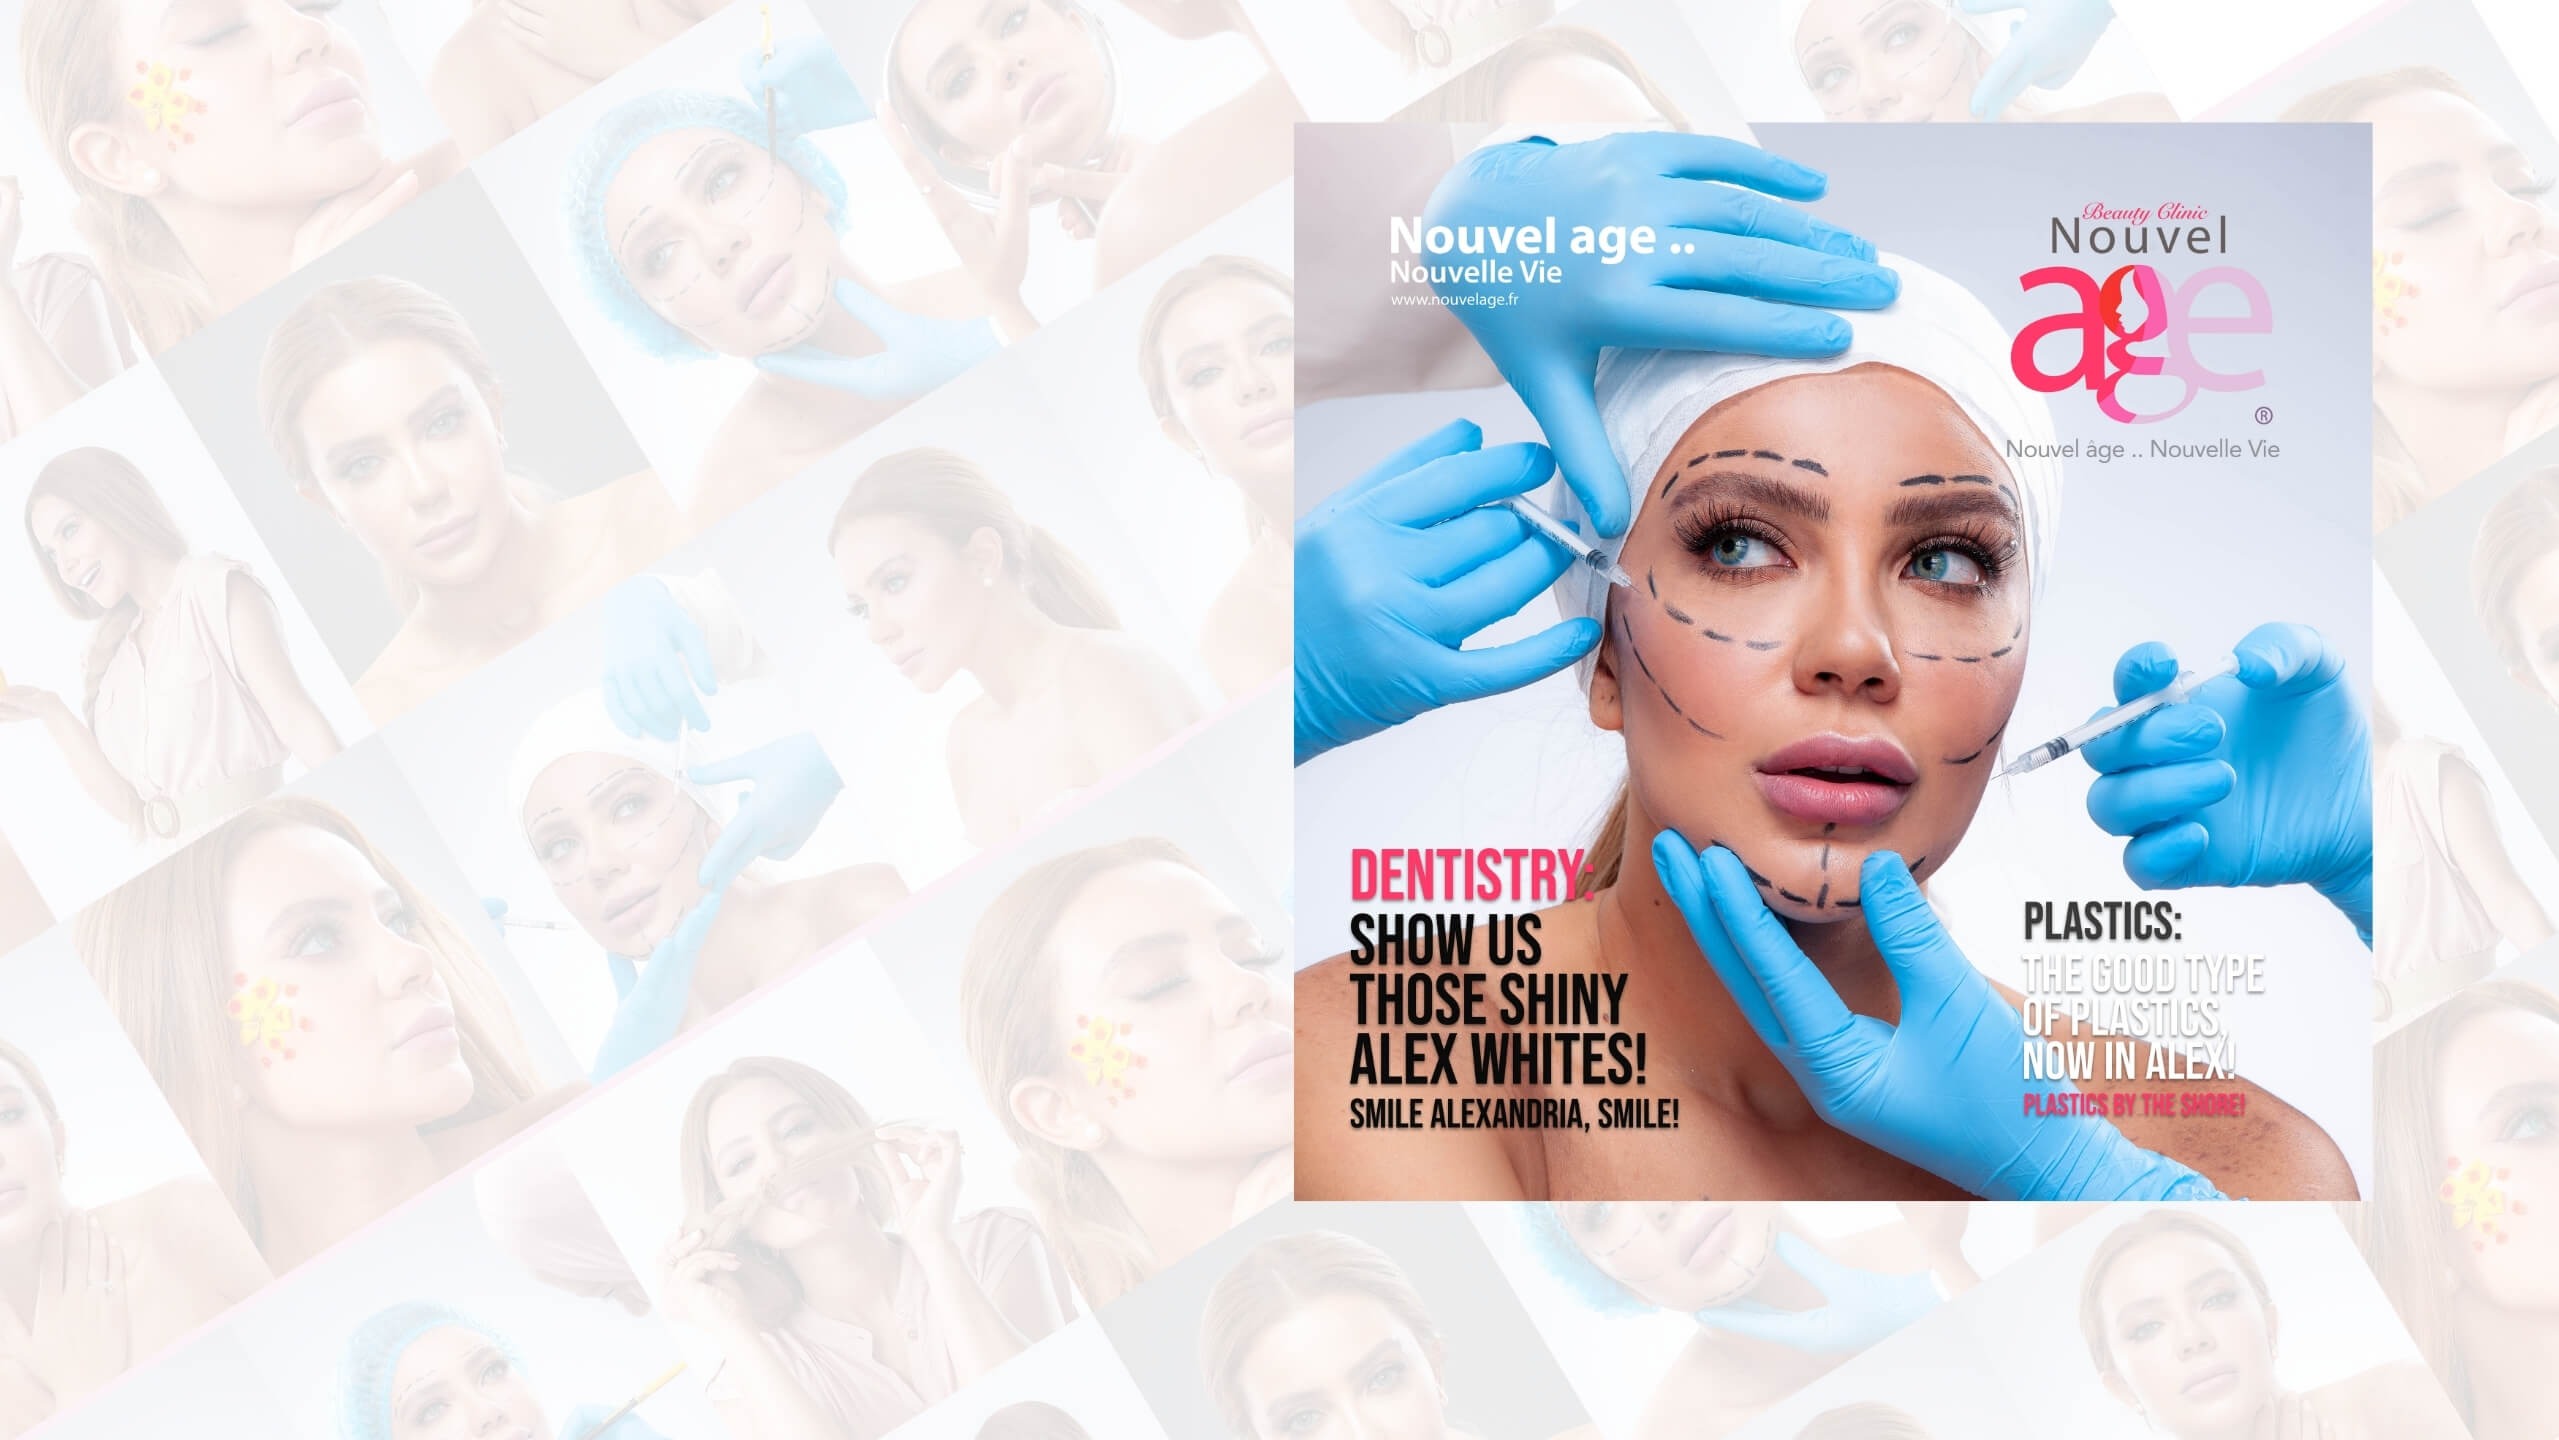 Nouvel age ..
Nouvelle Vie
www.nouvelage.fr
Beauty Clinic
Nouvel
age
®
Nouvel âge .. Nouvelle Vie
DENTISTRY:
SHOW US
THOSE SHINY
ALEX WHITES!
SMILE ALEXANDRIA, SMILE!
PLASTICS:
THE GOOD TYPE
OF PLASTICS,
NOW IN ALEX!
PLASTICS BY THE SHORE!